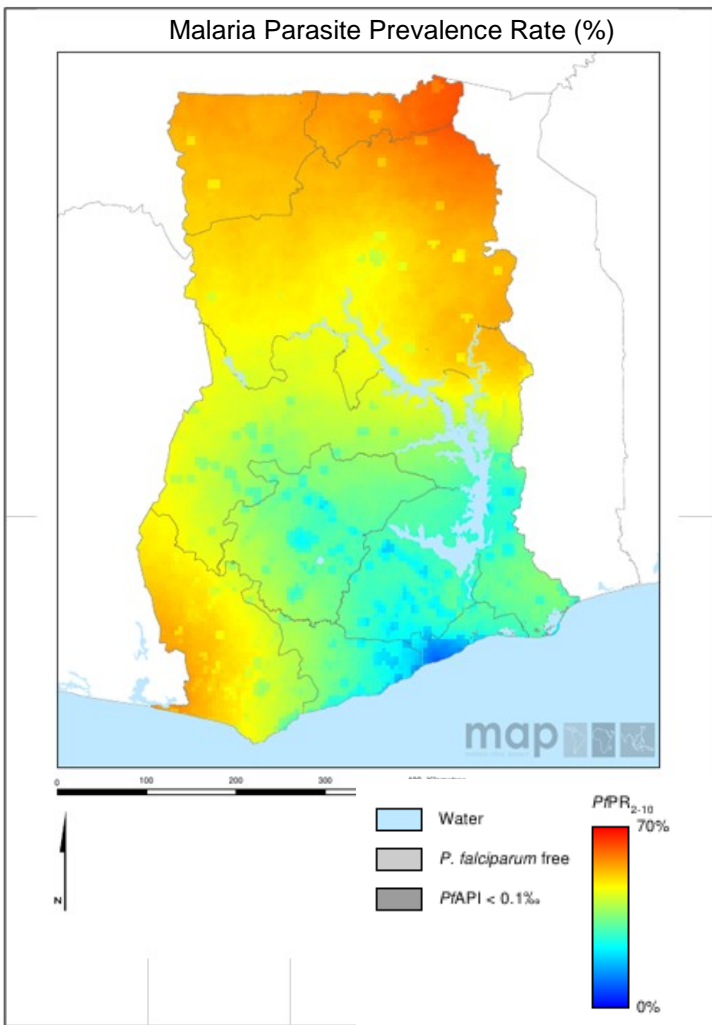 Malaria Parasite Prevalence Rate (%)
map
0 100 200 300
Water
P. falciparum free
PfAPI < 0.1‰
N
PfPR2-10
70%
0%